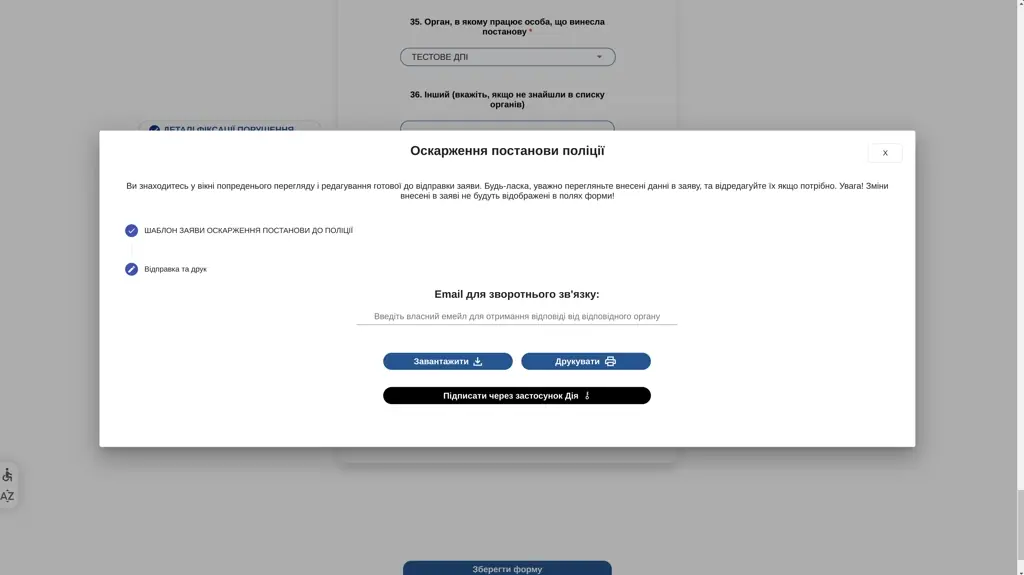 35. Орган, в якому працює особа, що винесла
постанову *
ТЕСТОВЕ ДПІ
36. Інший (вкажіть, якщо не знайшли в списку
органів)
ДЕТАЛІ ФІКСАЦІЇ ПОРУШЕННЯ
Оскарження постанови поліції
X
Ви знаходитесь у вікні попреденього перегляду і редагування готової до відправки заяви. Будь-ласка, уважно перегляньте внесені данні в заяву, та відредагуйте їх якщо потрібно. Увага! Зміни
внесені в заяві не будуть відображені в полях форми!
ШАБЛОН ЗАЯВИ ОСКАРЖЕННЯ ПОСТАНОВИ ДО ПОЛІЦІЇ
Відправка та друк
Email для зворотнього зв'язку:
Введіть власний емейл для отримання відповіді від відповідного органу
Завантажити
Друкувати
Підписати через застосунок Дія
AZ
Зберегти форму